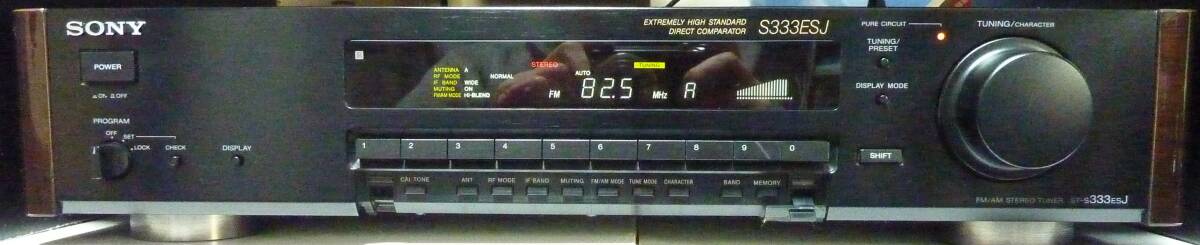 SONY
EXTREMELY HIGH STANDARD
DIRECT COMPARATOR
S333ESJ
PURE CIRCUIT
TUNING/CHARACTER
TUNING/
PRESET
DISPLAY MODE
POWER
ON OFF
ANTENNA A
RF MODE NORMAL
IF BAND WIDE
MUTING ON
FM/AM MODE HI-BLEND
STEREO
TUNING
AUTO
FM 82.5 MHz A
PROGRAM
OFF
SET
LOCK
CHECK
DISPLAY
1 2 3 4 5 6 7 8 9 0
SHIFT
CAL TONE ANT RF MODE IF BAND MUTING FM/AM MODE TUNE MODE CHARACTER BAND MEMORY
FM/AM STEREO TUNER ST-S333ESJ